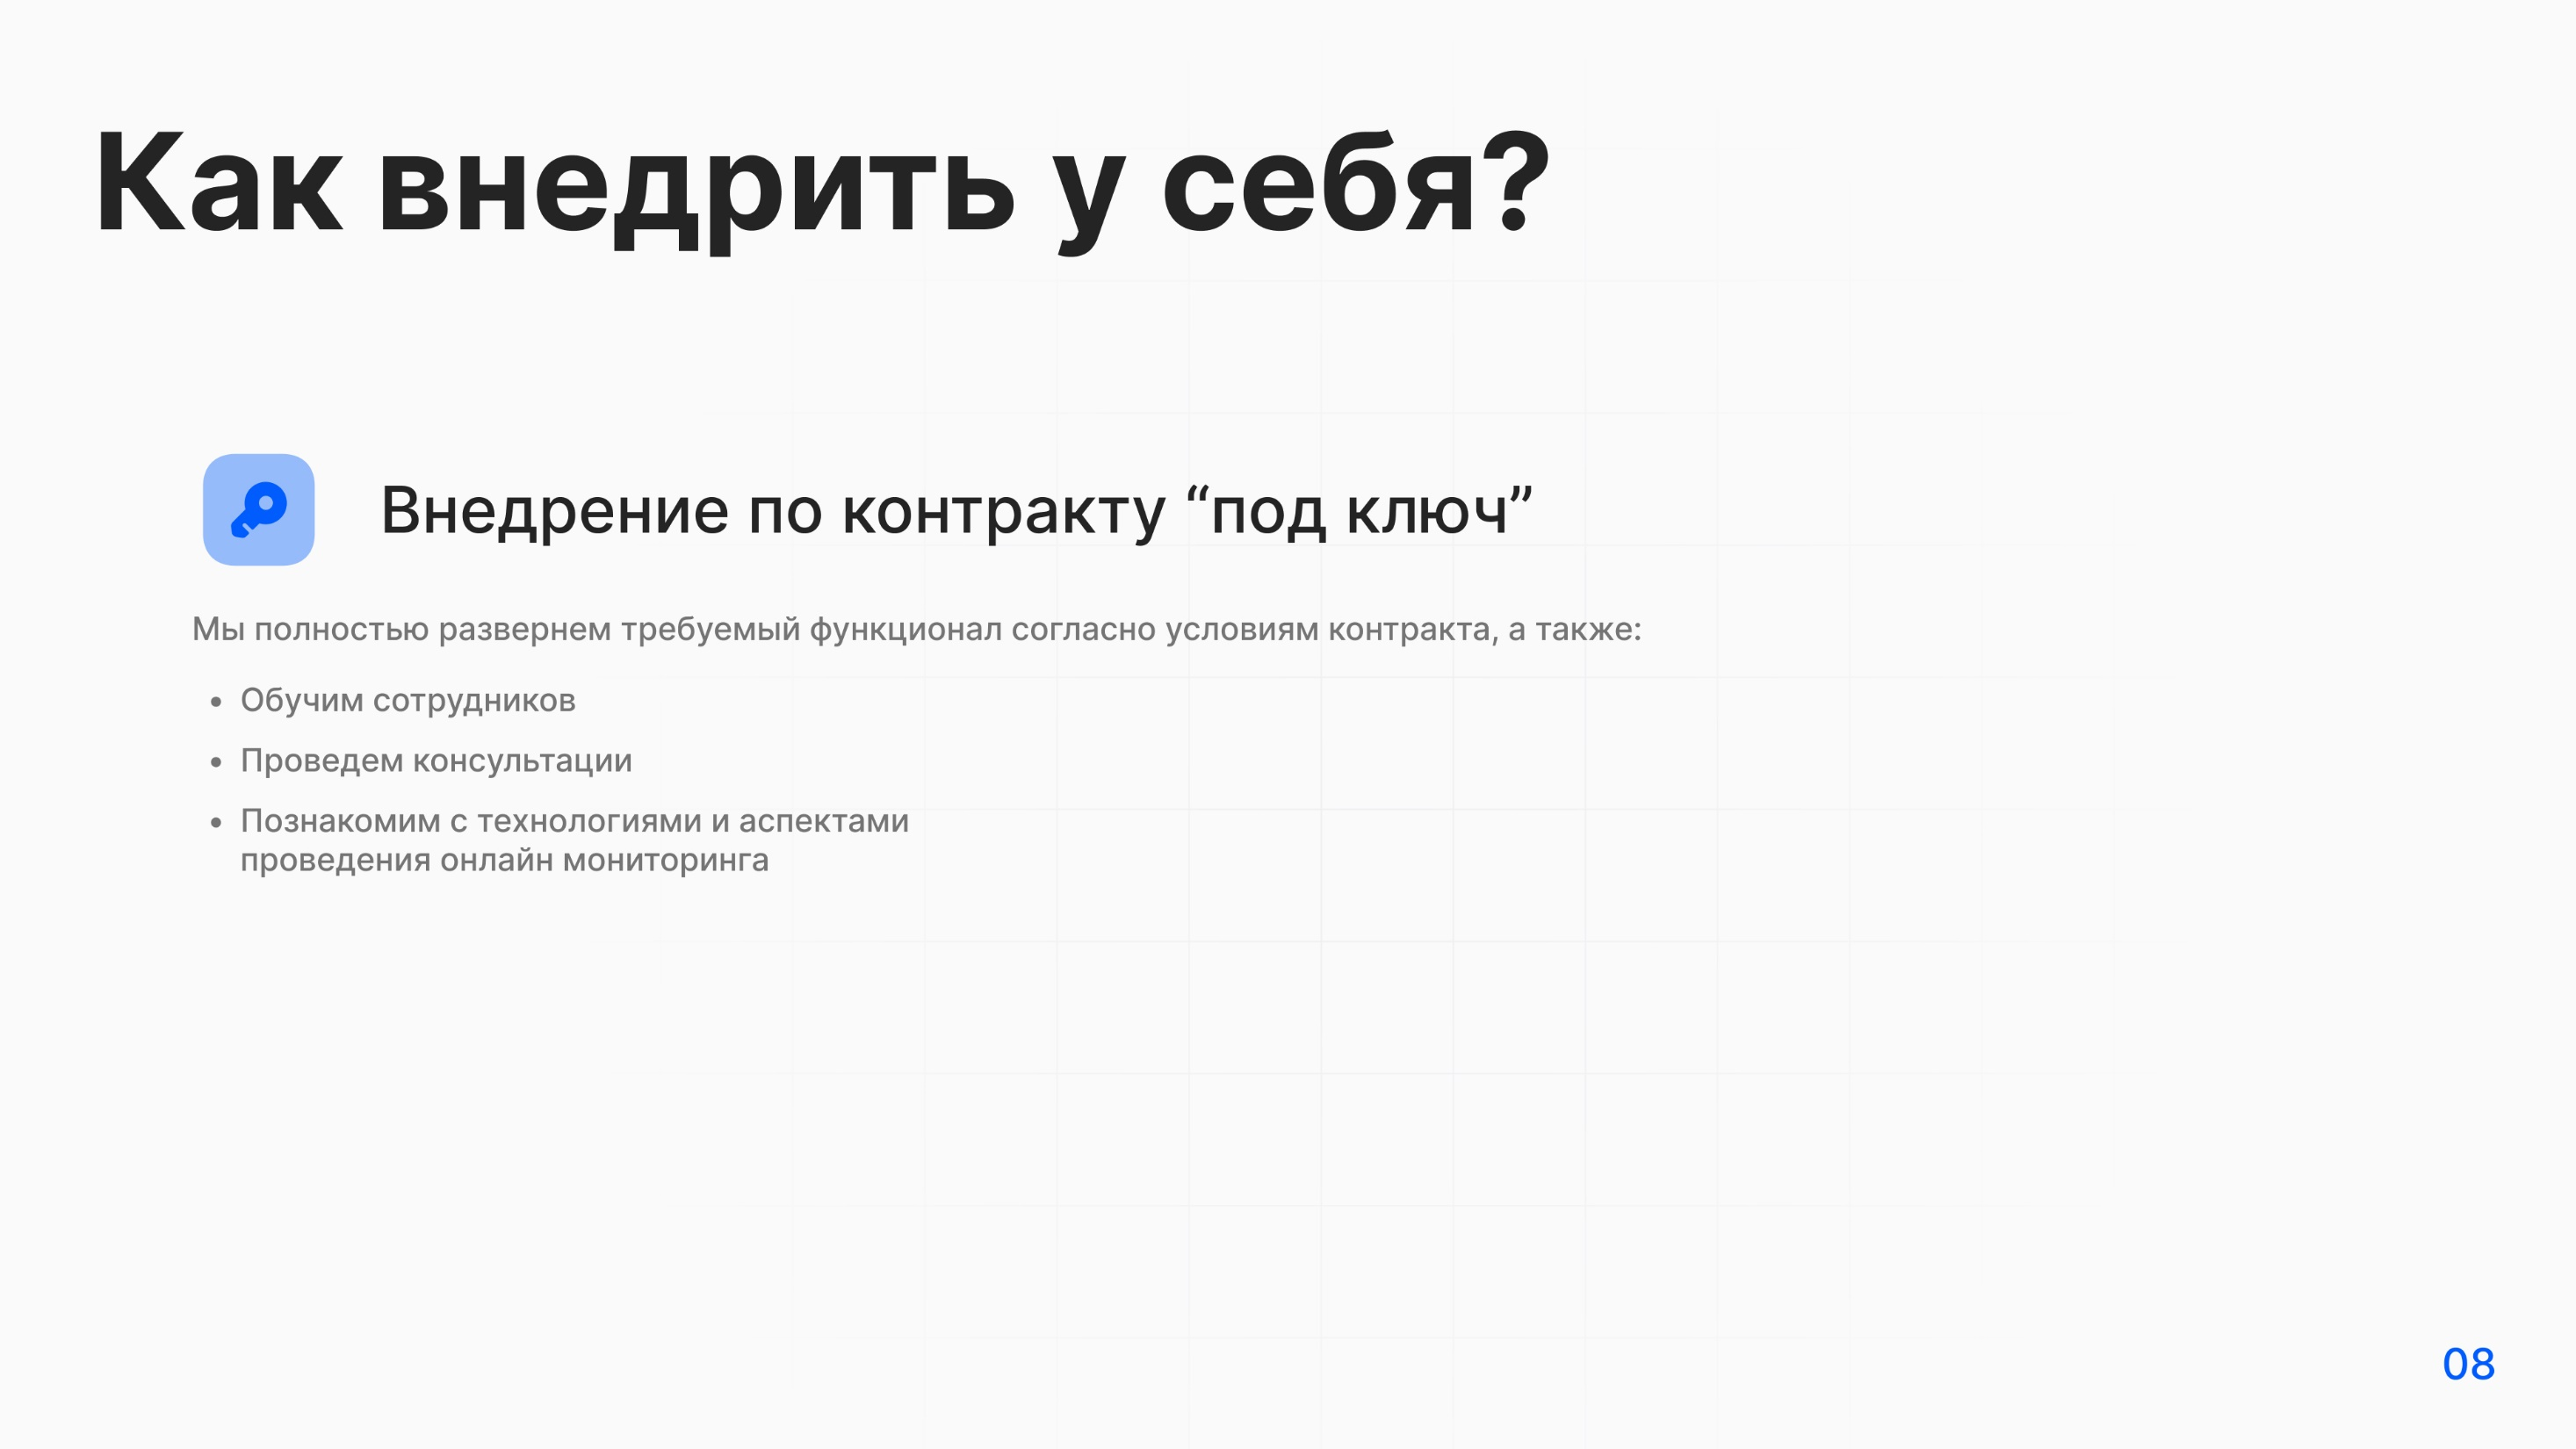 Как внедрить у себя?
Внедрение по контракту “под ключ”
Мы полностью развернем требуемый функционал согласно условиям контракта, а также:
• Обучим сотрудников
• Проведем консультации
• Познакомим с технологиями и аспектами
проведения онлайн мониторинга
08